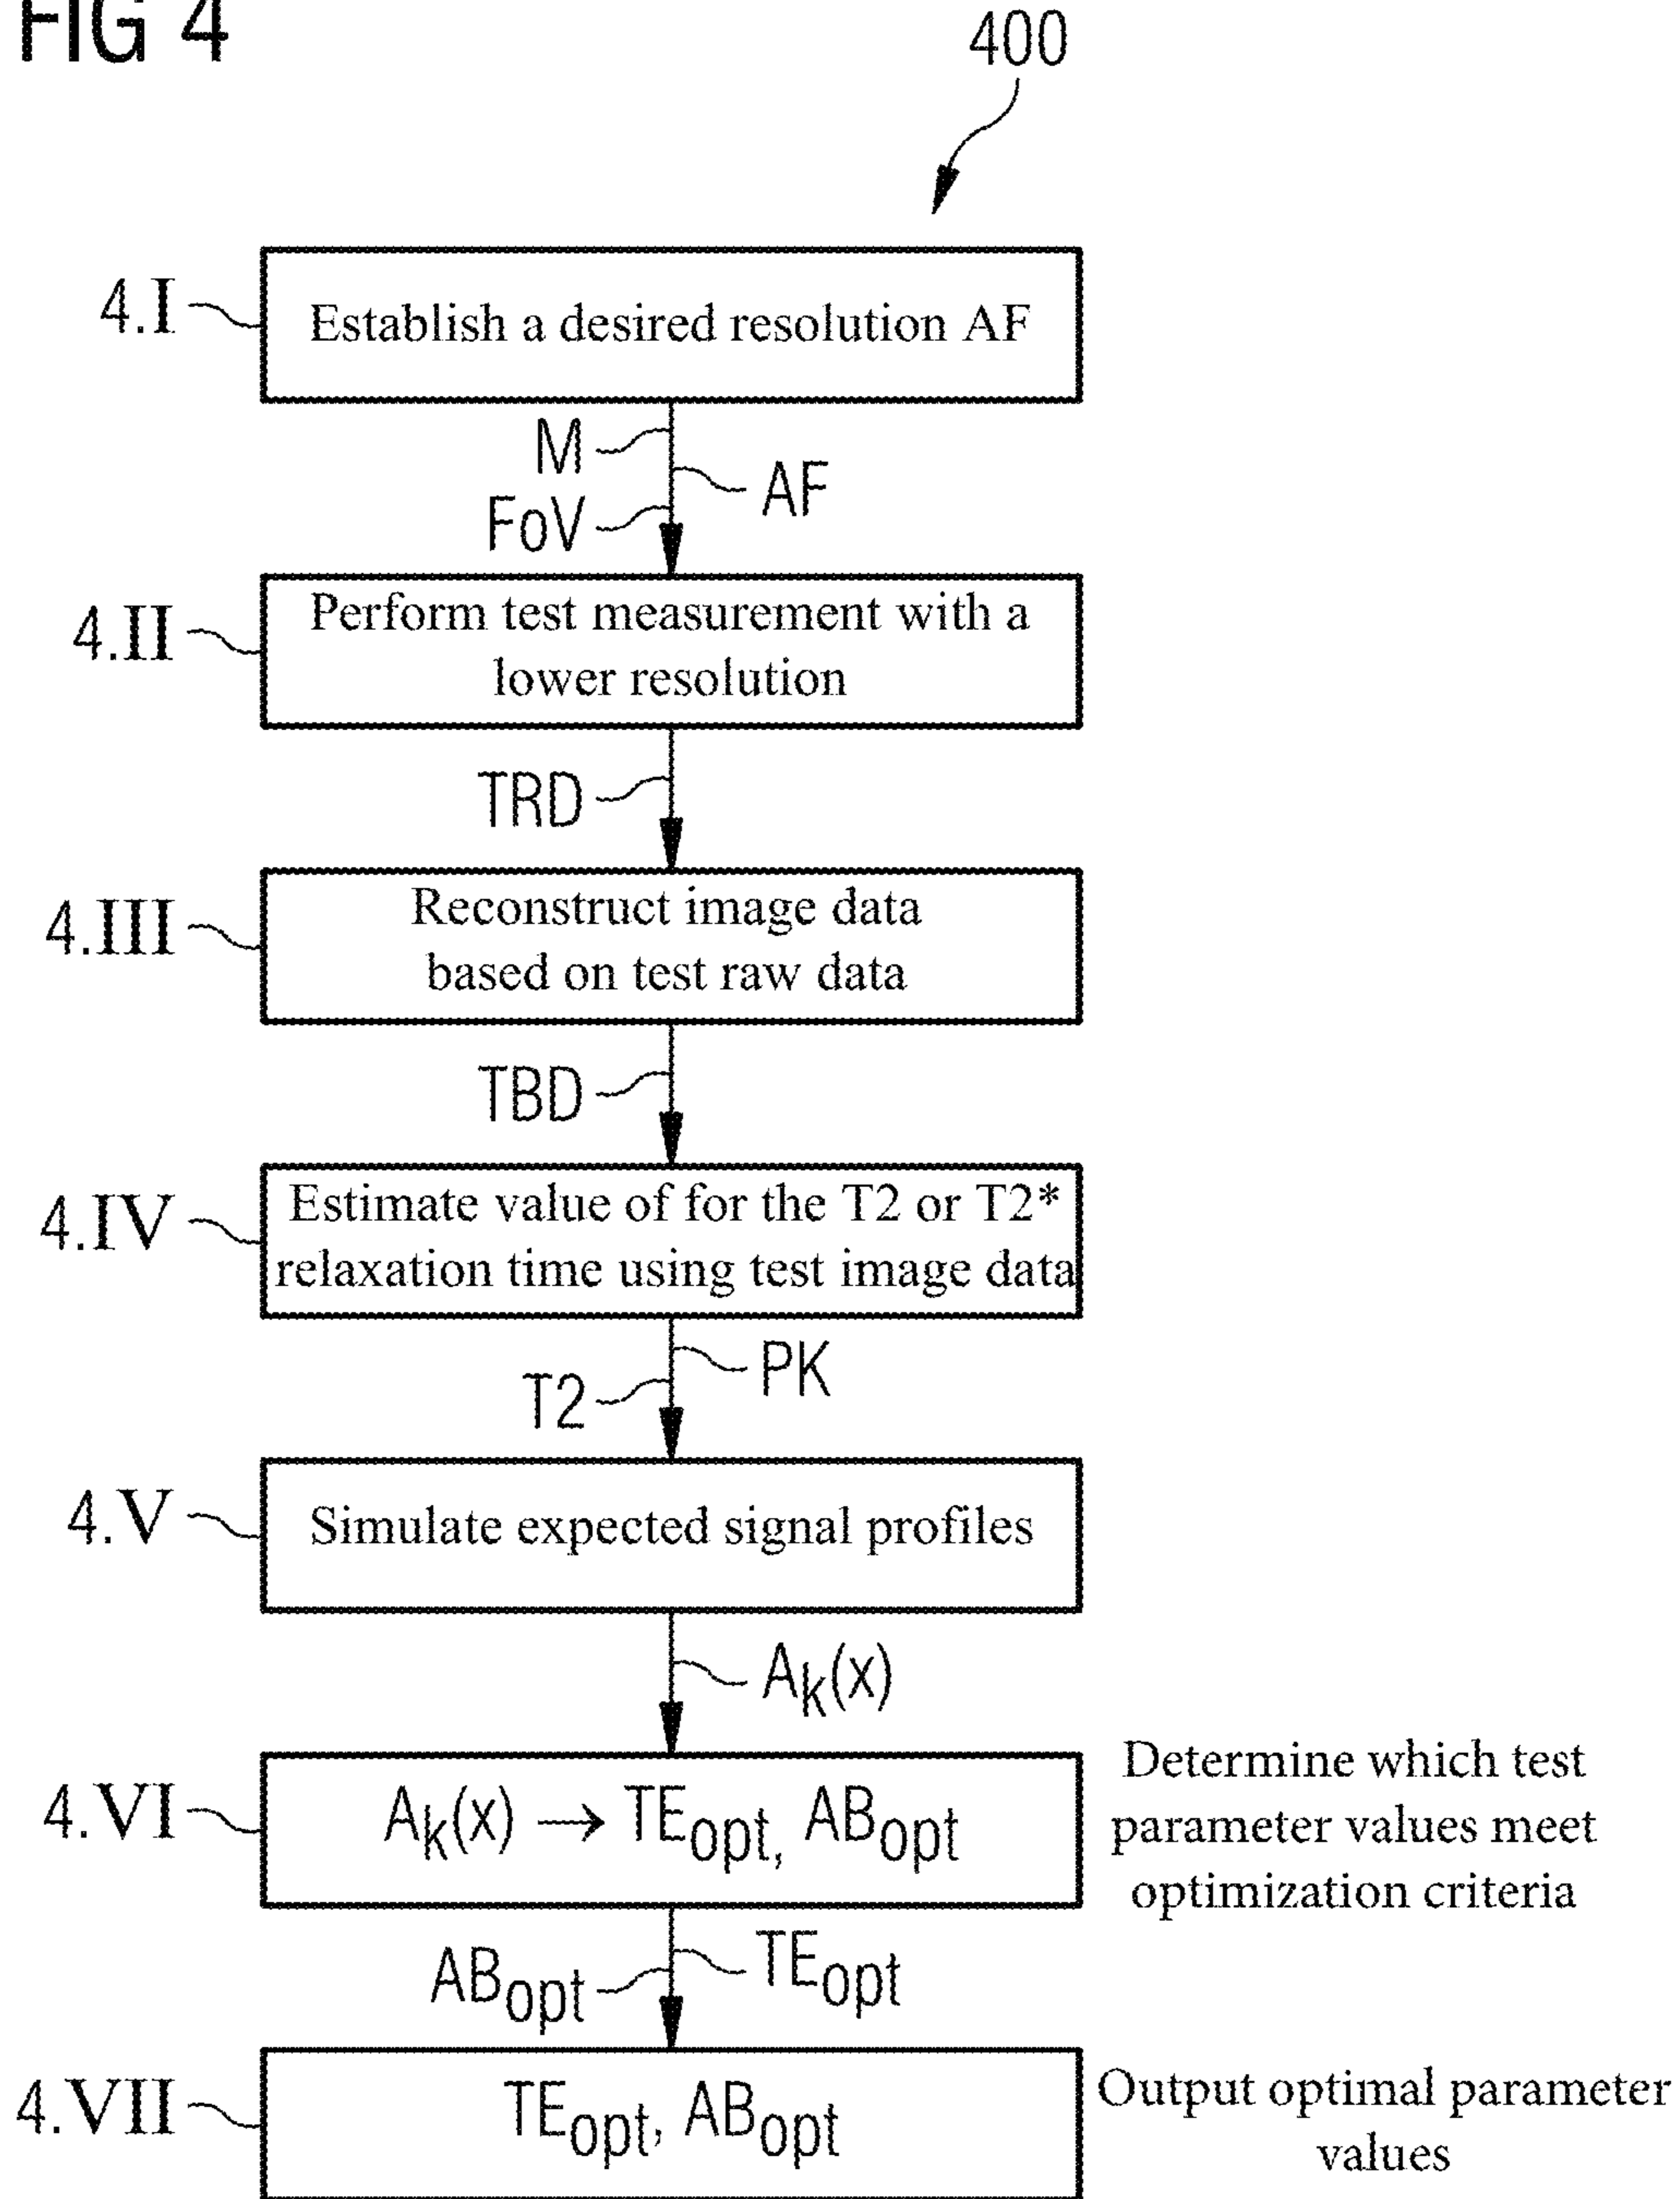 FIG 4
400
4.I
Establish a desired resolution AF
M
AF
FoV
4.II
Perform test measurement with a
lower resolution
TRD
4.III
Reconstruct image data
based on test raw data
TBD
4.IV
Estimate value of for the T2 or T2*
relaxation time using test image data
PK
T2
4.V
Simulate expected signal profiles
Ak(x)
4.VI
Ak(x) → TEopt, ABopt
Determine which test
parameter values meet
optimization criteria
TEopt
ABopt
4.VII
TEopt, ABopt
Output optimal parameter
values